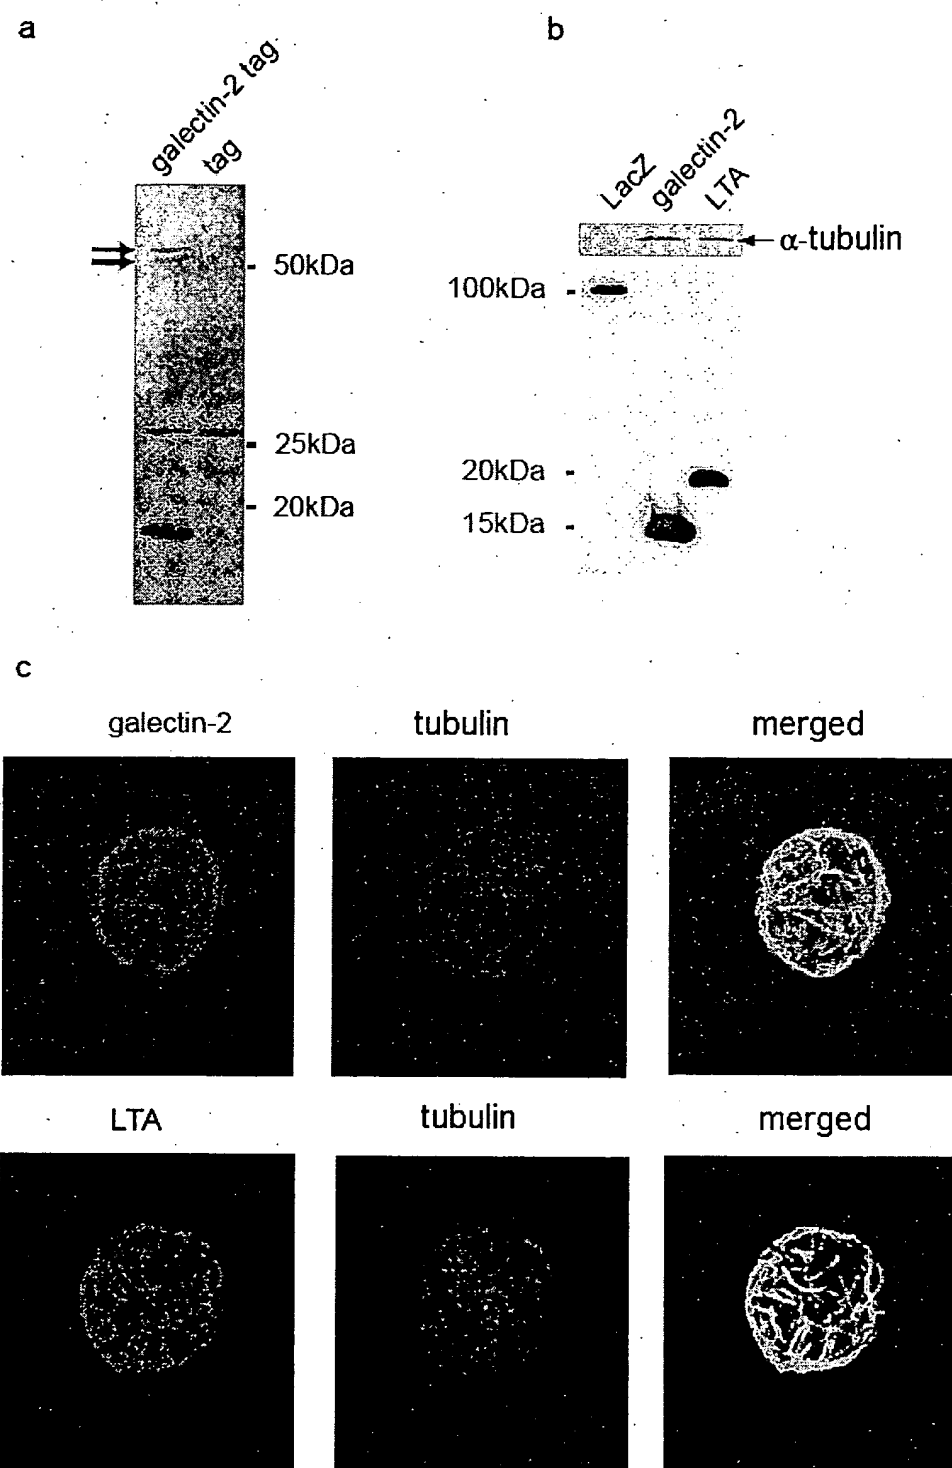 a
galectin-2 tag
tag
50kDa
25kDa
20kDa
b
LacZ
galectin-2
LTA
α-tubulin
100kDa
20kDa
15kDa
c
galectin-2
tubulin
merged
LTA
tubulin
merged